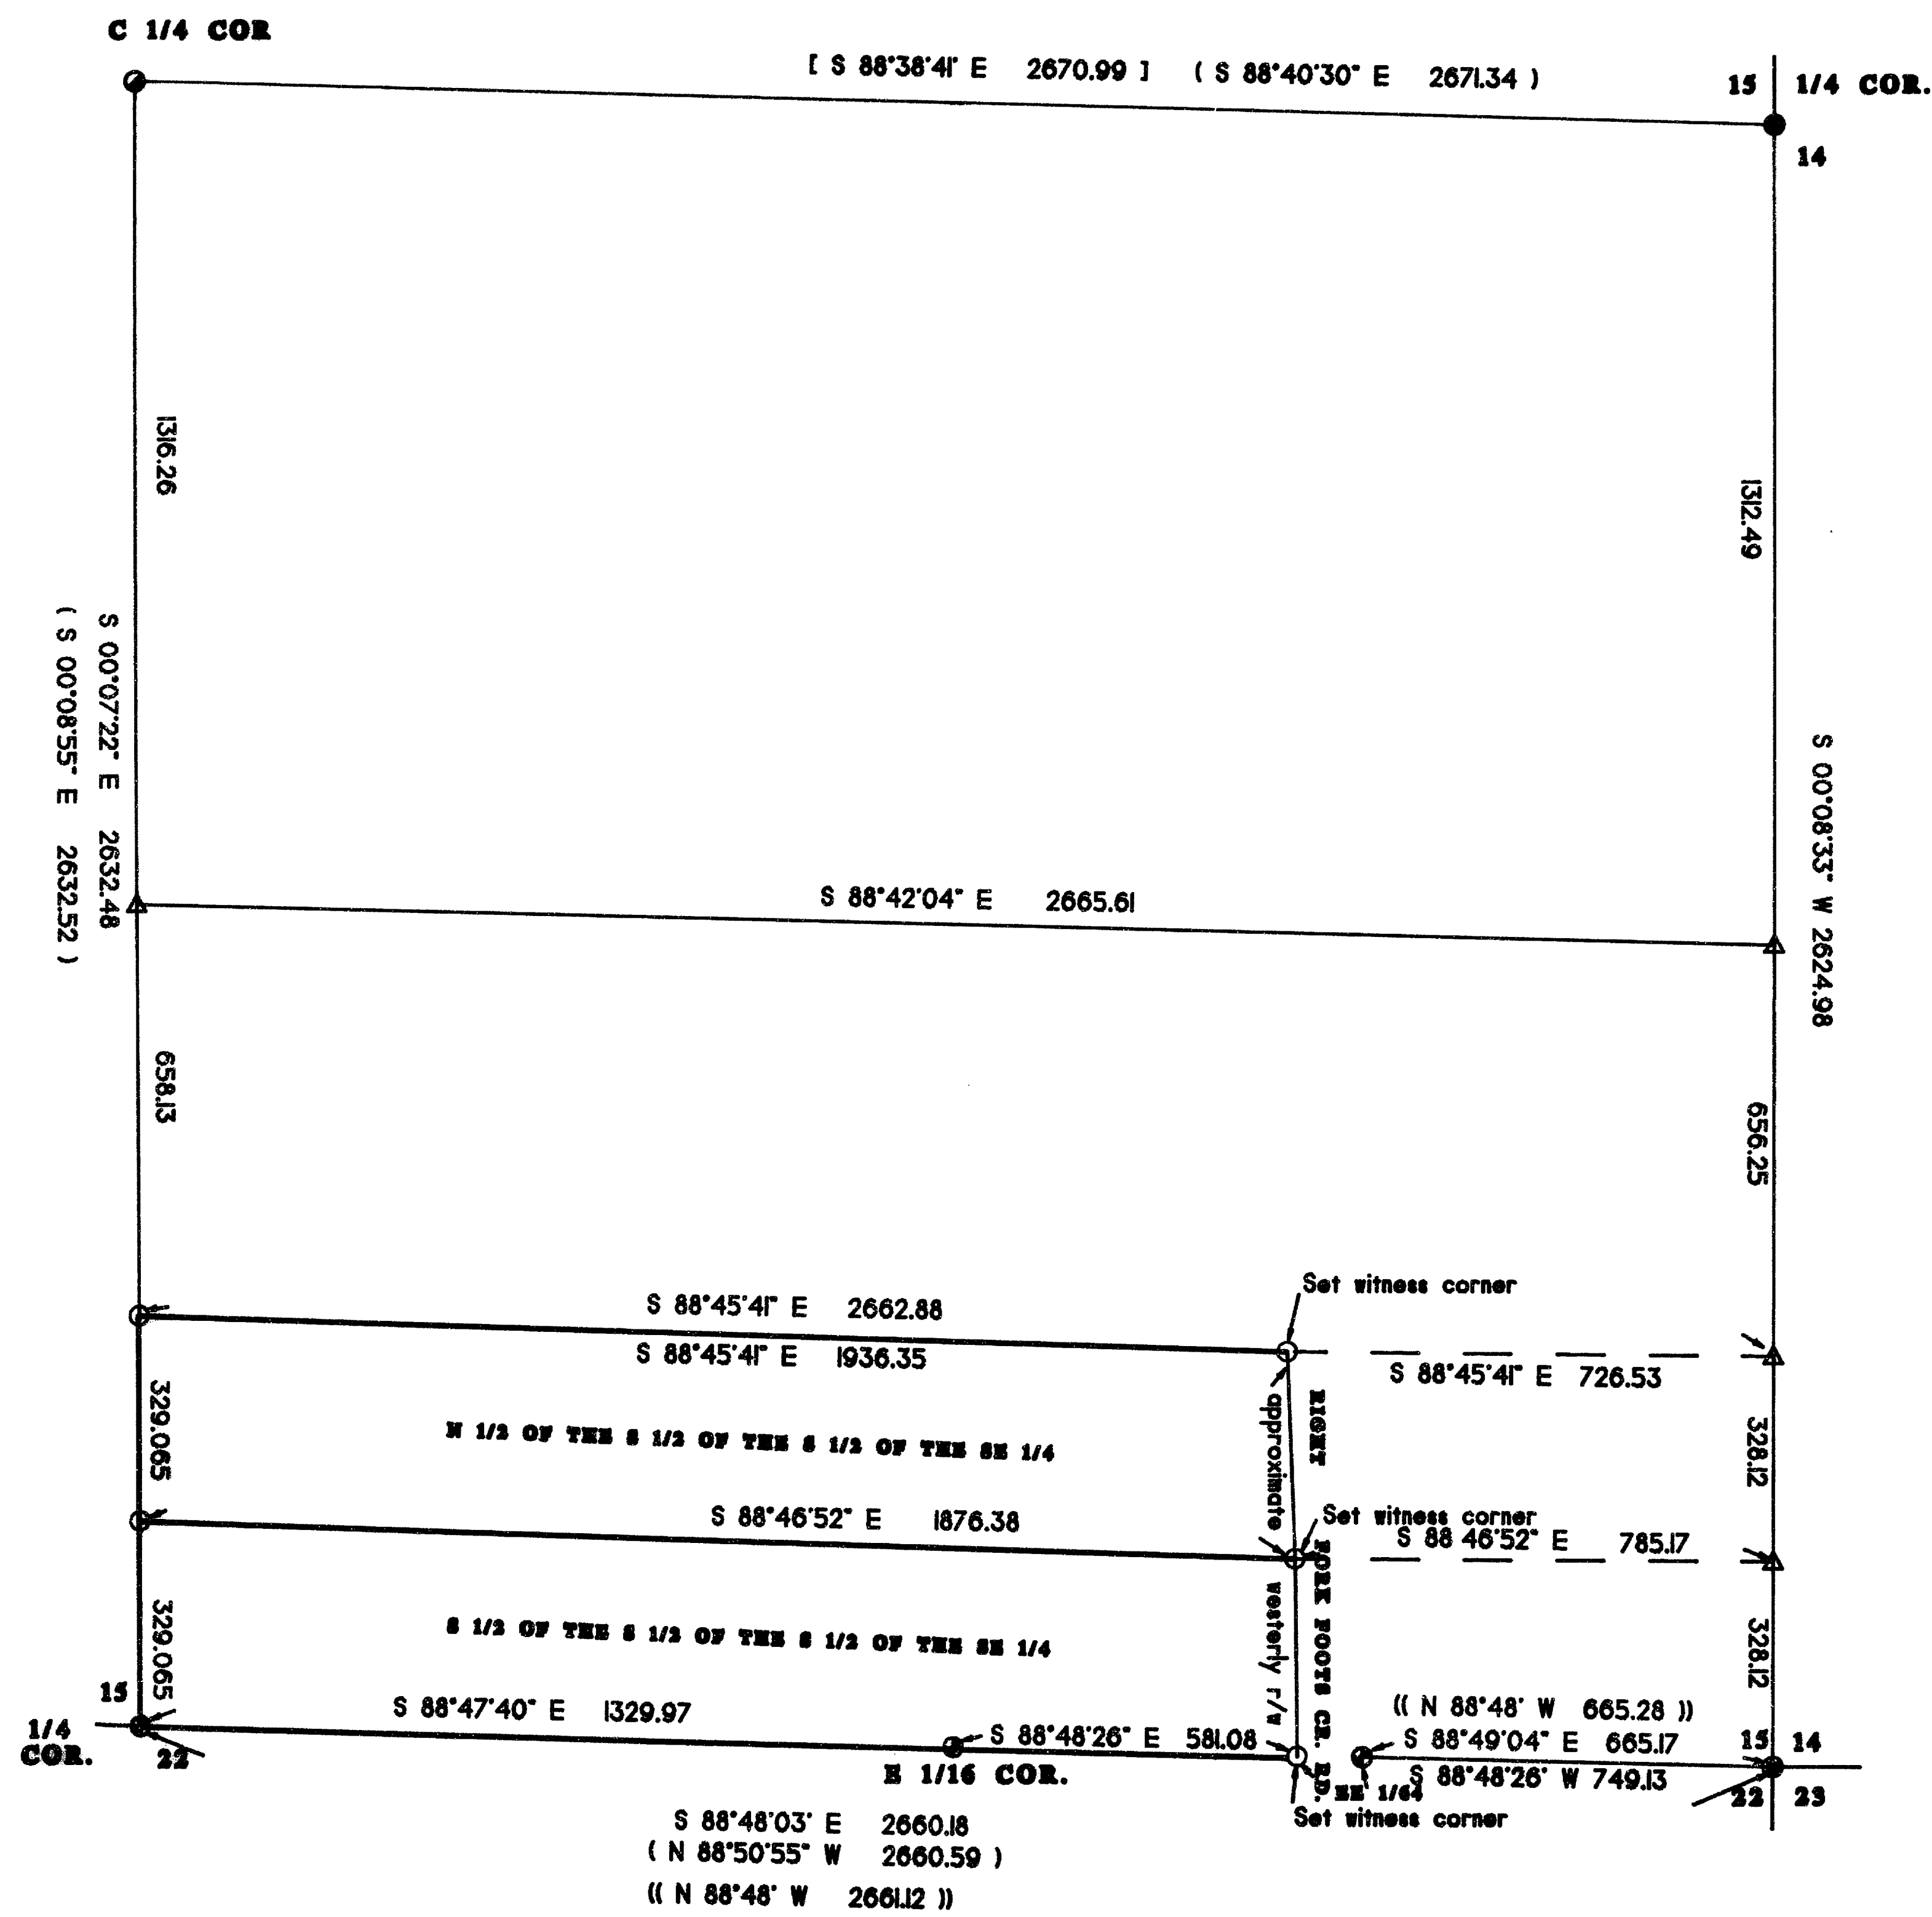 C 1/4 COR
[ S 88°38'41" E 2670.99 ] ( S 88°40'30" E 2671.34 )
15 1/4 COR.
14
1316.26
1312.49
S 00°07'22" E 2632.48
( S 00°08'55" E 2632.52 )
S 00°08'33" W 2624.98
S 88°42'04" E 2665.61
658.13
656.25
Set witness corner
S 88°45'41" E 2662.88
S 88°45'41" E 1936.35
S 88°45'41" E 726.53
329.065
328.12
N 1/2 OF THE S 1/2 OF THE S 1/2 OF THE SE 1/4
approximate westerly r/w
RIGHT FORK FOOTS CR. RD.
S 88°46'52" E 1876.38
Set witness corner
S 88 46'52" E 785.17
329.065
328.12
S 1/2 OF THE S 1/2 OF THE S 1/2 OF THE SE 1/4
15
1/4
COR.
22
S 88°47'40" E 1329.97
S 88°48'26" E 581.08
E 1/16 COR.
(( N 88°48' W 665.28 ))
S 88°49'04" E 665.17
S 88°48'26' W 749.13
EE 1/64
15 14
22 23
Set witness corner
S 88°48'03' E 2660.18
( N 88°50'55" W 2660.59 )
(( N 88°48' W 2661.12 ))